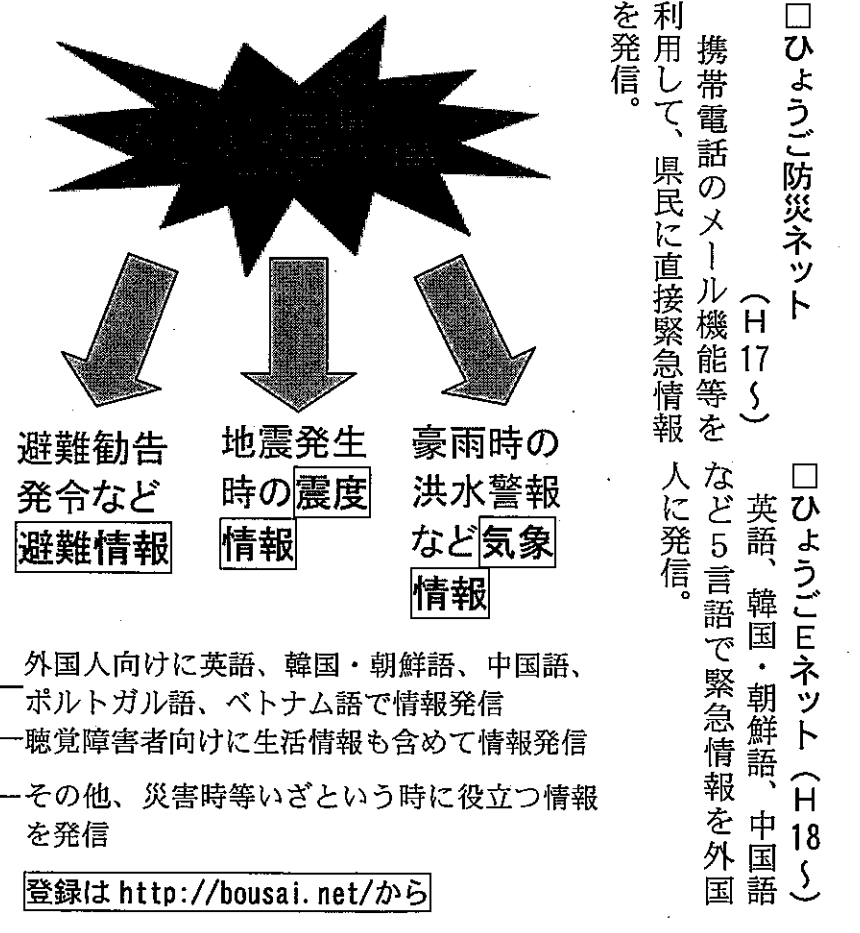 □ひょうご防災ネット
(H17～)
携帯電話のメール機能等を
利用して、県民に直接緊急情報
を発信。
□ひょうごEネット(H18～)
英語、韓国・朝鮮語、中国語
など5言語で緊急情報を外国
人に発信。
避難勧告
発令など
避難情報
地震発生
時の震度
情報
豪雨時の
洪水警報
など気象
情報
外国人向けに英語、韓国・朝鮮語、中国語、
ポルトガル語、ベトナム語で情報発信
聴覚障害者向けに生活情報も含めて情報発信
その他、災害時等いざという時に役立つ情報
を発信
登録は http://bousai.net/から